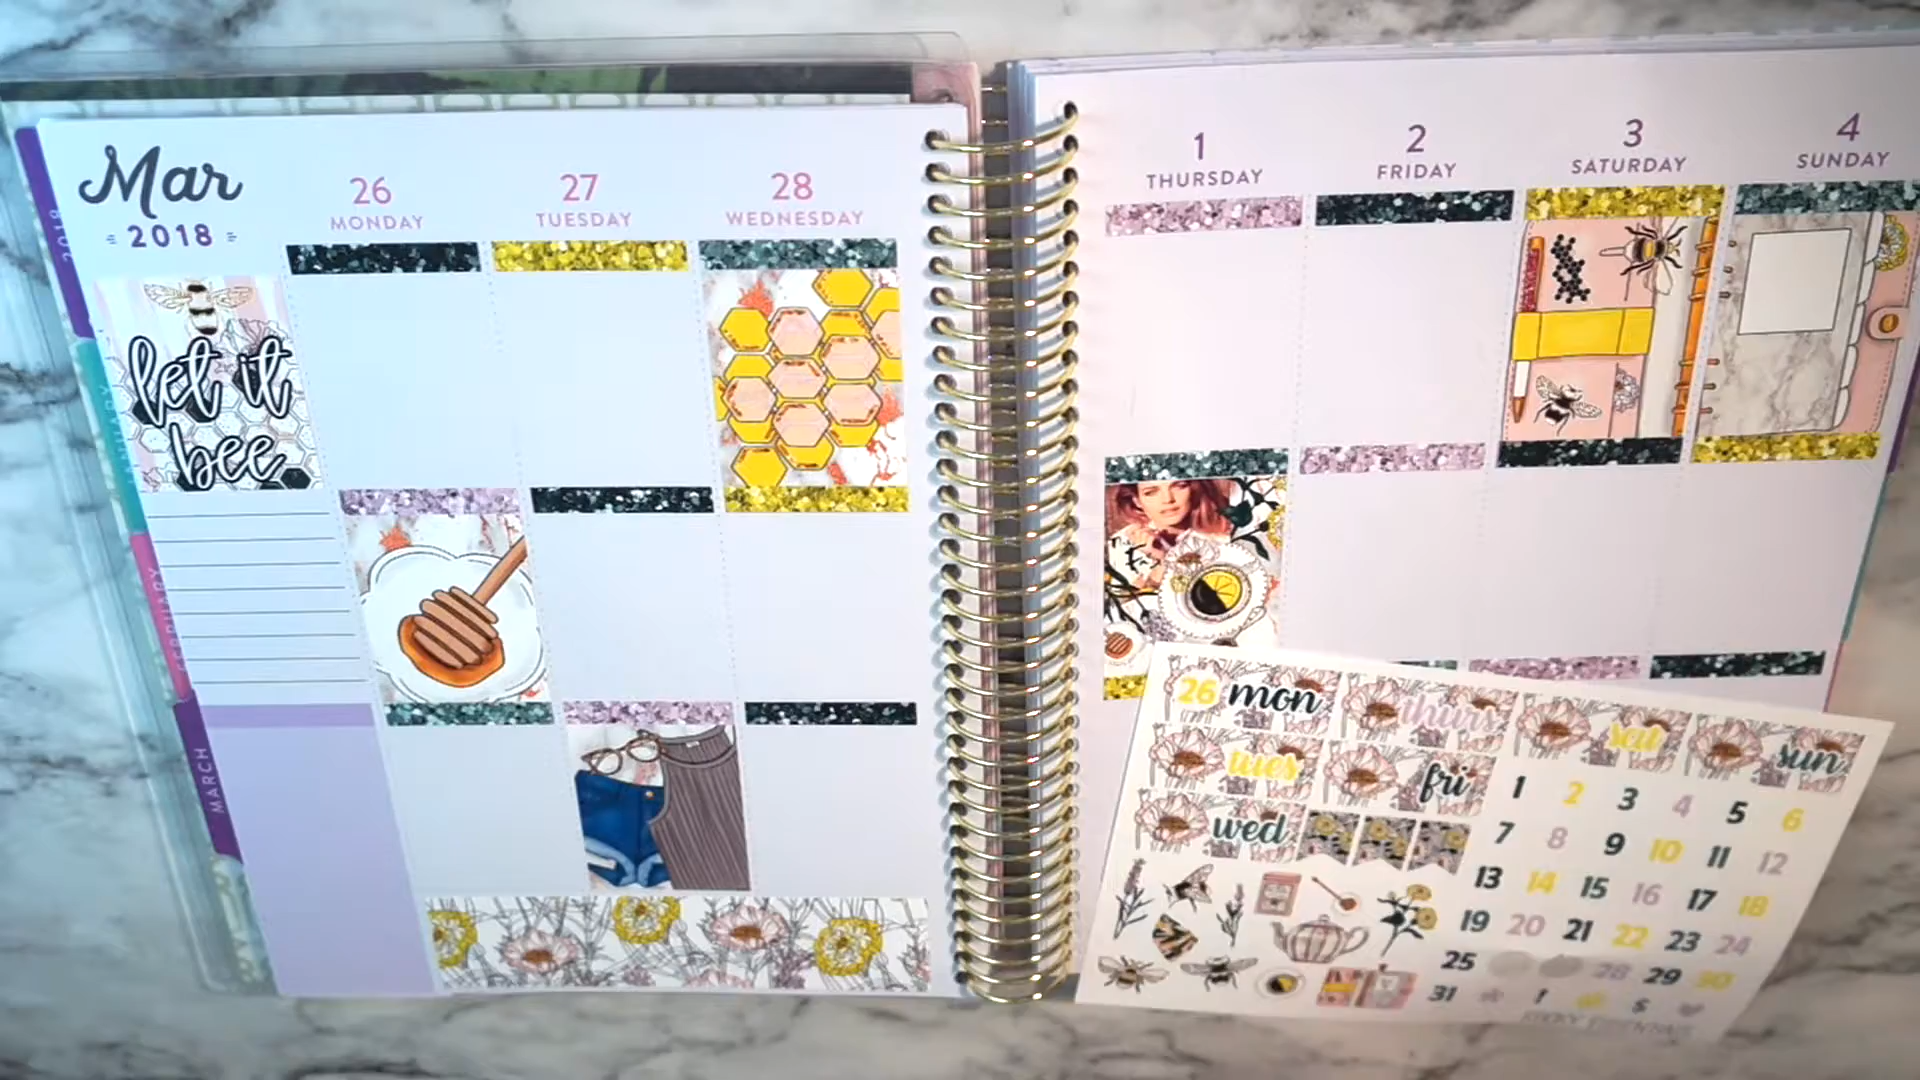 Mar
2018
26
MONDAY
27
TUESDAY
28
WEDNESDAY
1
THURSDAY
2
FRIDAY
3
SATURDAY
4
SUNDAY
let it
bee
2018
JANUARY
FEBRUARY
MARCH
26 mon
thurs
sat
sun
tues
fri
wed
1 2 3 4 5 6
7 8 9 10 11 12
13 14 15 16 17 18
19 20 21 22 23 24
25 28 29 30
31 ! $